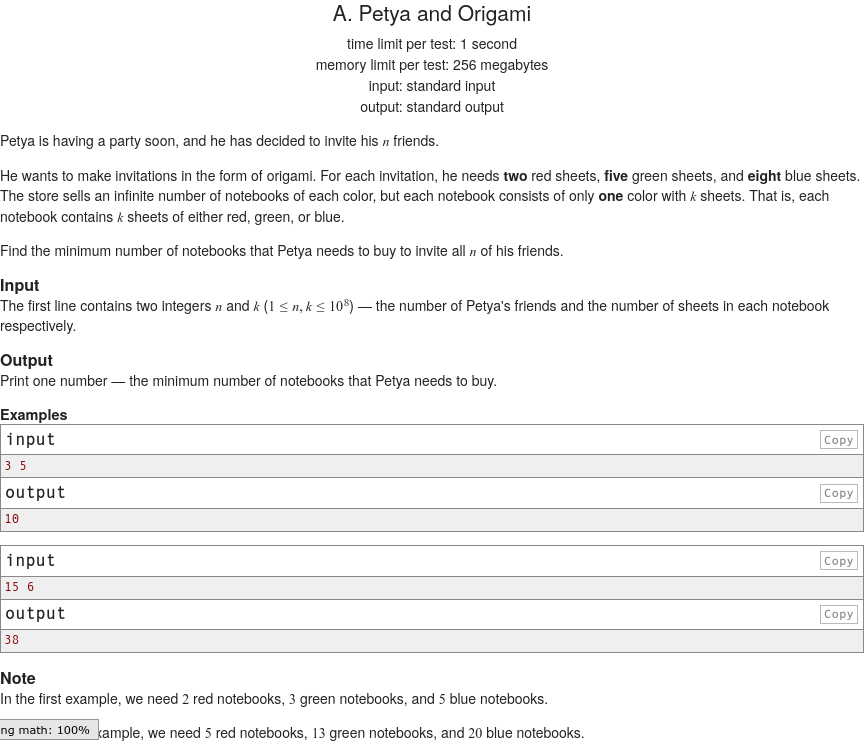 A. Petya and Origami
time limit per test: 1 second
memory limit per test: 256 megabytes
input: standard input
output: standard output
Petya is having a party soon, and he has decided to invite his n friends.
He wants to make invitations in the form of origami. For each invitation, he needs two red sheets, five green sheets, and eight blue sheets.
The store sells an infinite number of notebooks of each color, but each notebook consists of only one color with k sheets. That is, each
notebook contains k sheets of either red, green, or blue.
Find the minimum number of notebooks that Petya needs to buy to invite all n of his friends.
Input
The first line contains two integers n and k (1 ≤ n, k ≤ 10⁸) — the number of Petya's friends and the number of sheets in each notebook
respectively.
Output
Print one number — the minimum number of notebooks that Petya needs to buy.
Examples
input Copy
3 5
output Copy
10
input Copy
15 6
output Copy
38
Note
In the first example, we need 2 red notebooks, 3 green notebooks, and 5 blue notebooks.
ng math: 100% xample, we need 5 red notebooks, 13 green notebooks, and 20 blue notebooks.